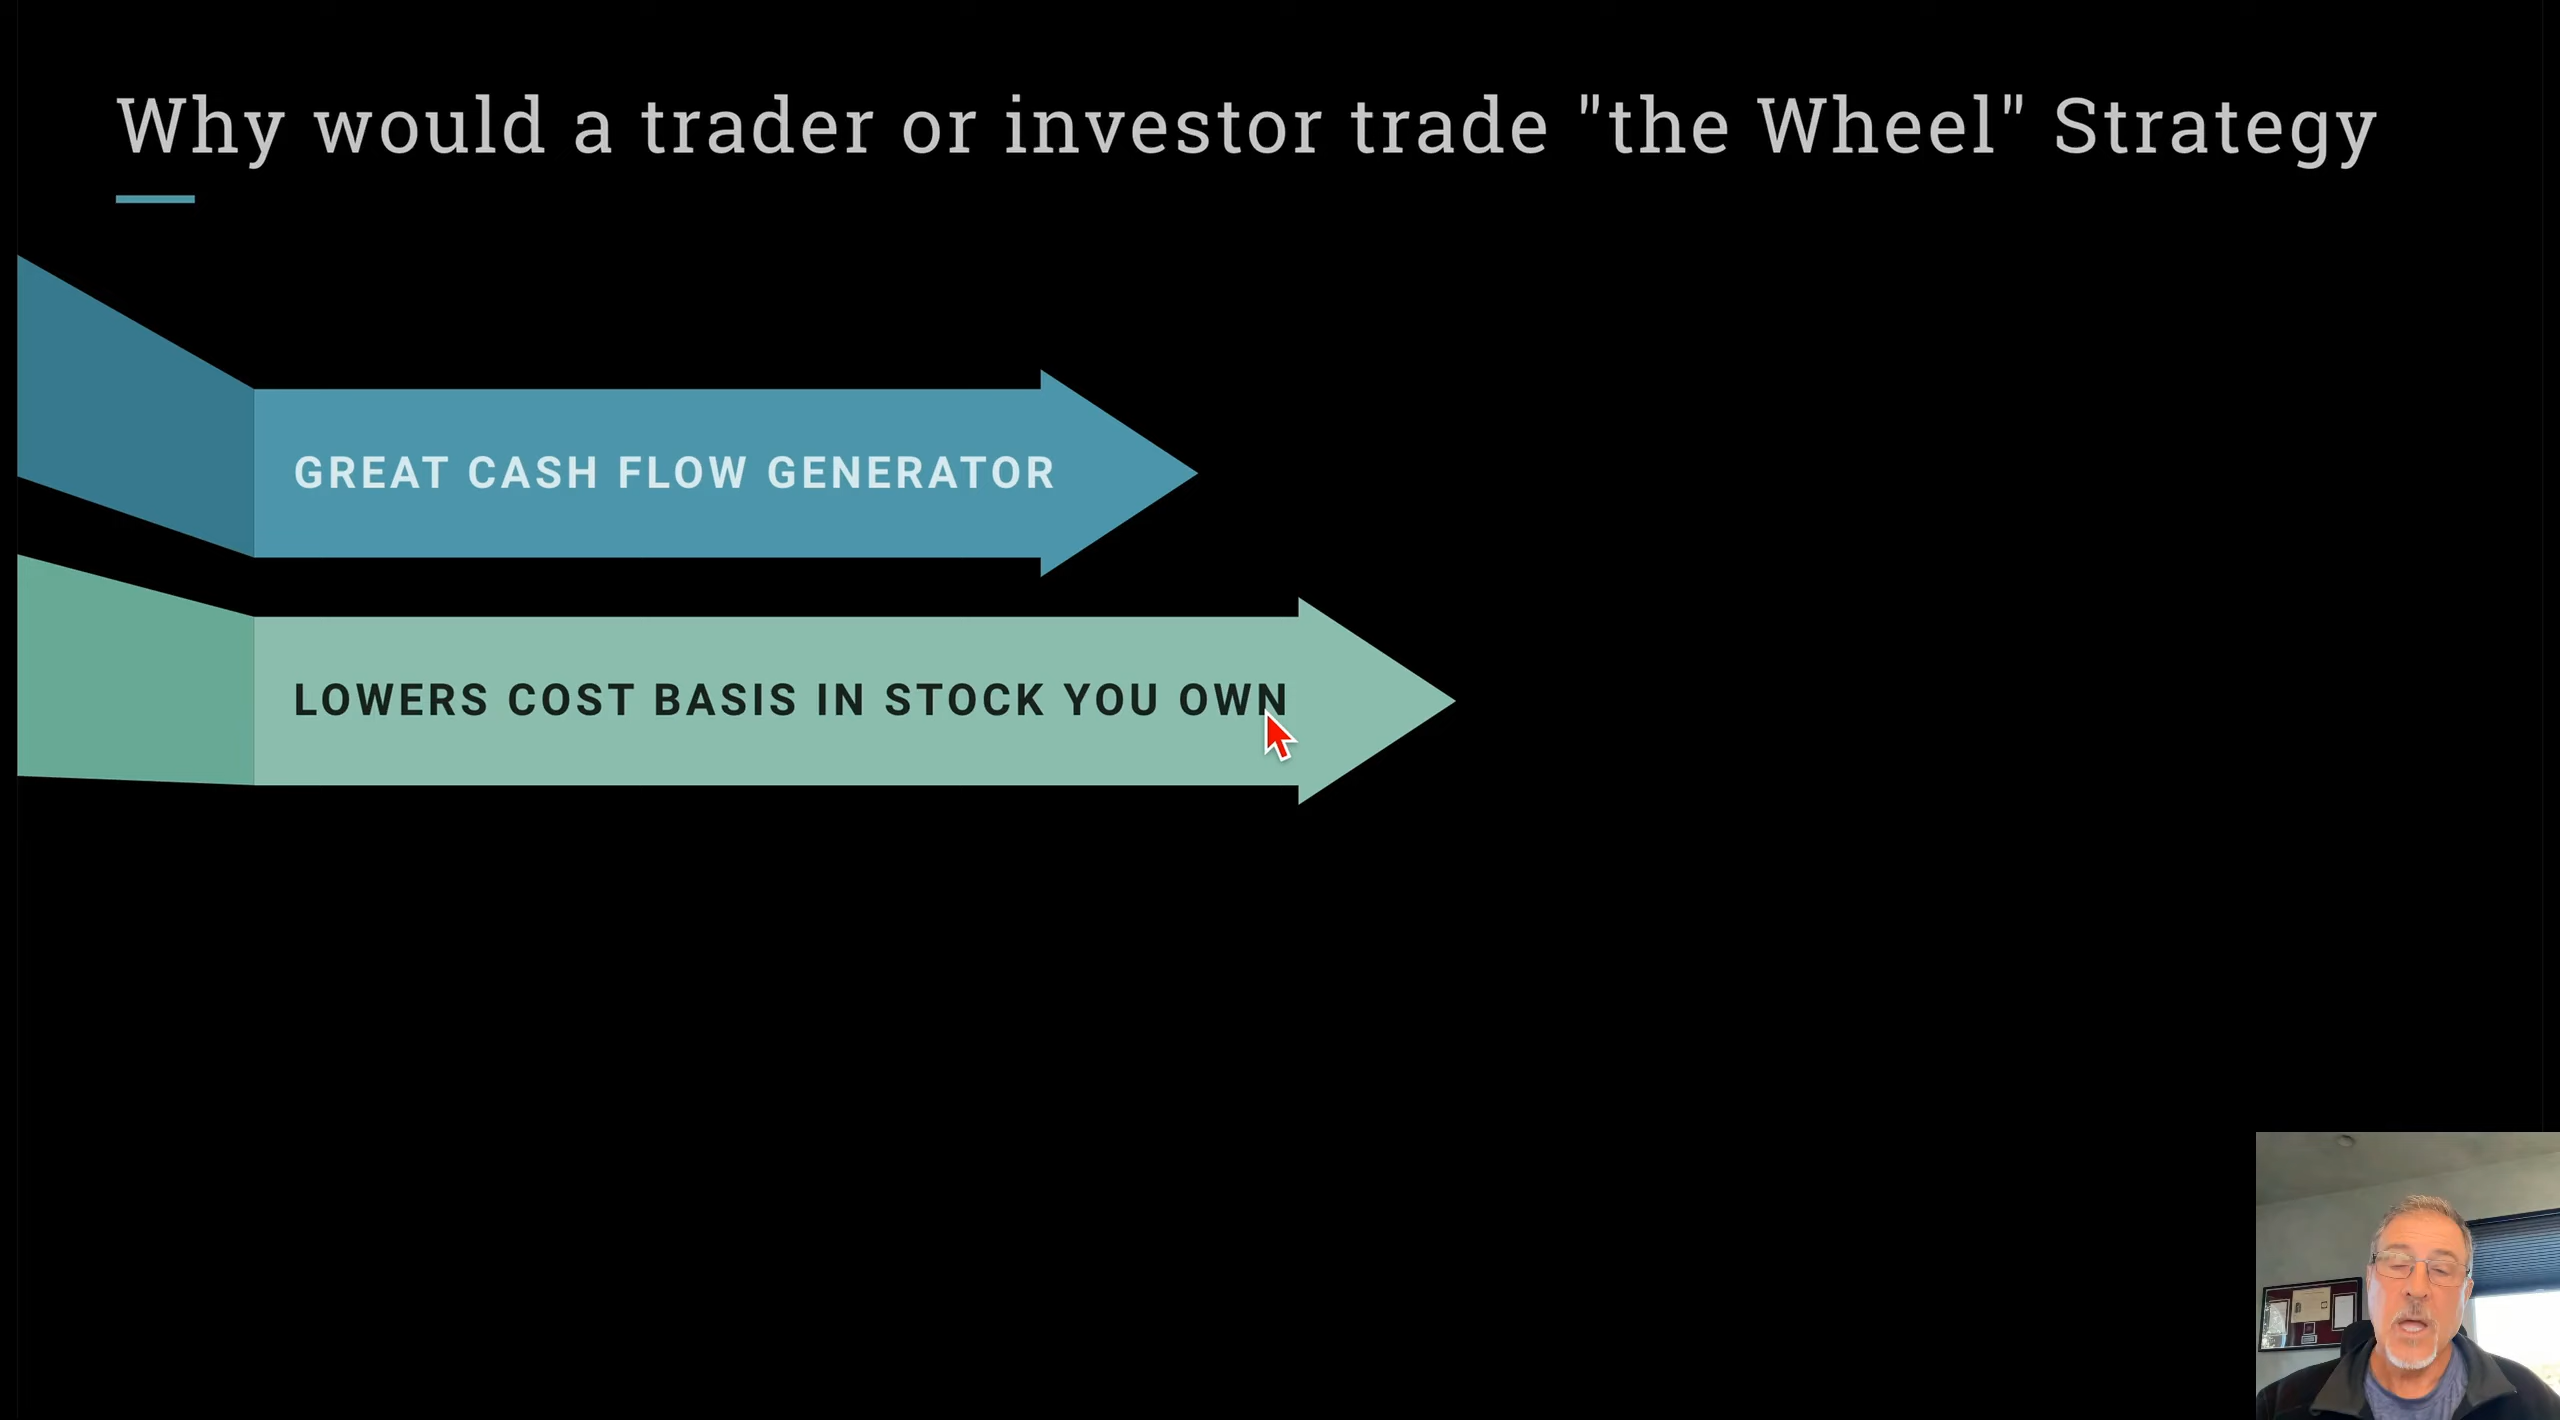 Why would a trader or investor trade "the Wheel" Strategy
GREAT CASH FLOW GENERATOR
LOWERS COST BASIS IN STOCK YOU OWN